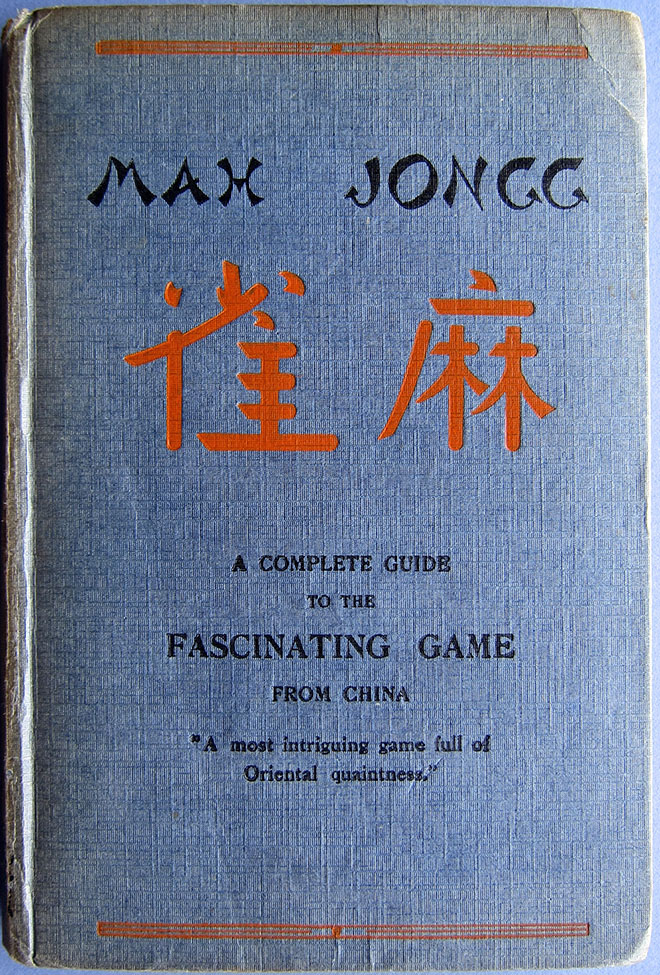 MAH JONGG
雀麻
A COMPLETE GUIDE
TO THE
FASCINATING GAME
FROM CHINA
"A most intriguing game full of
Oriental quaintness."